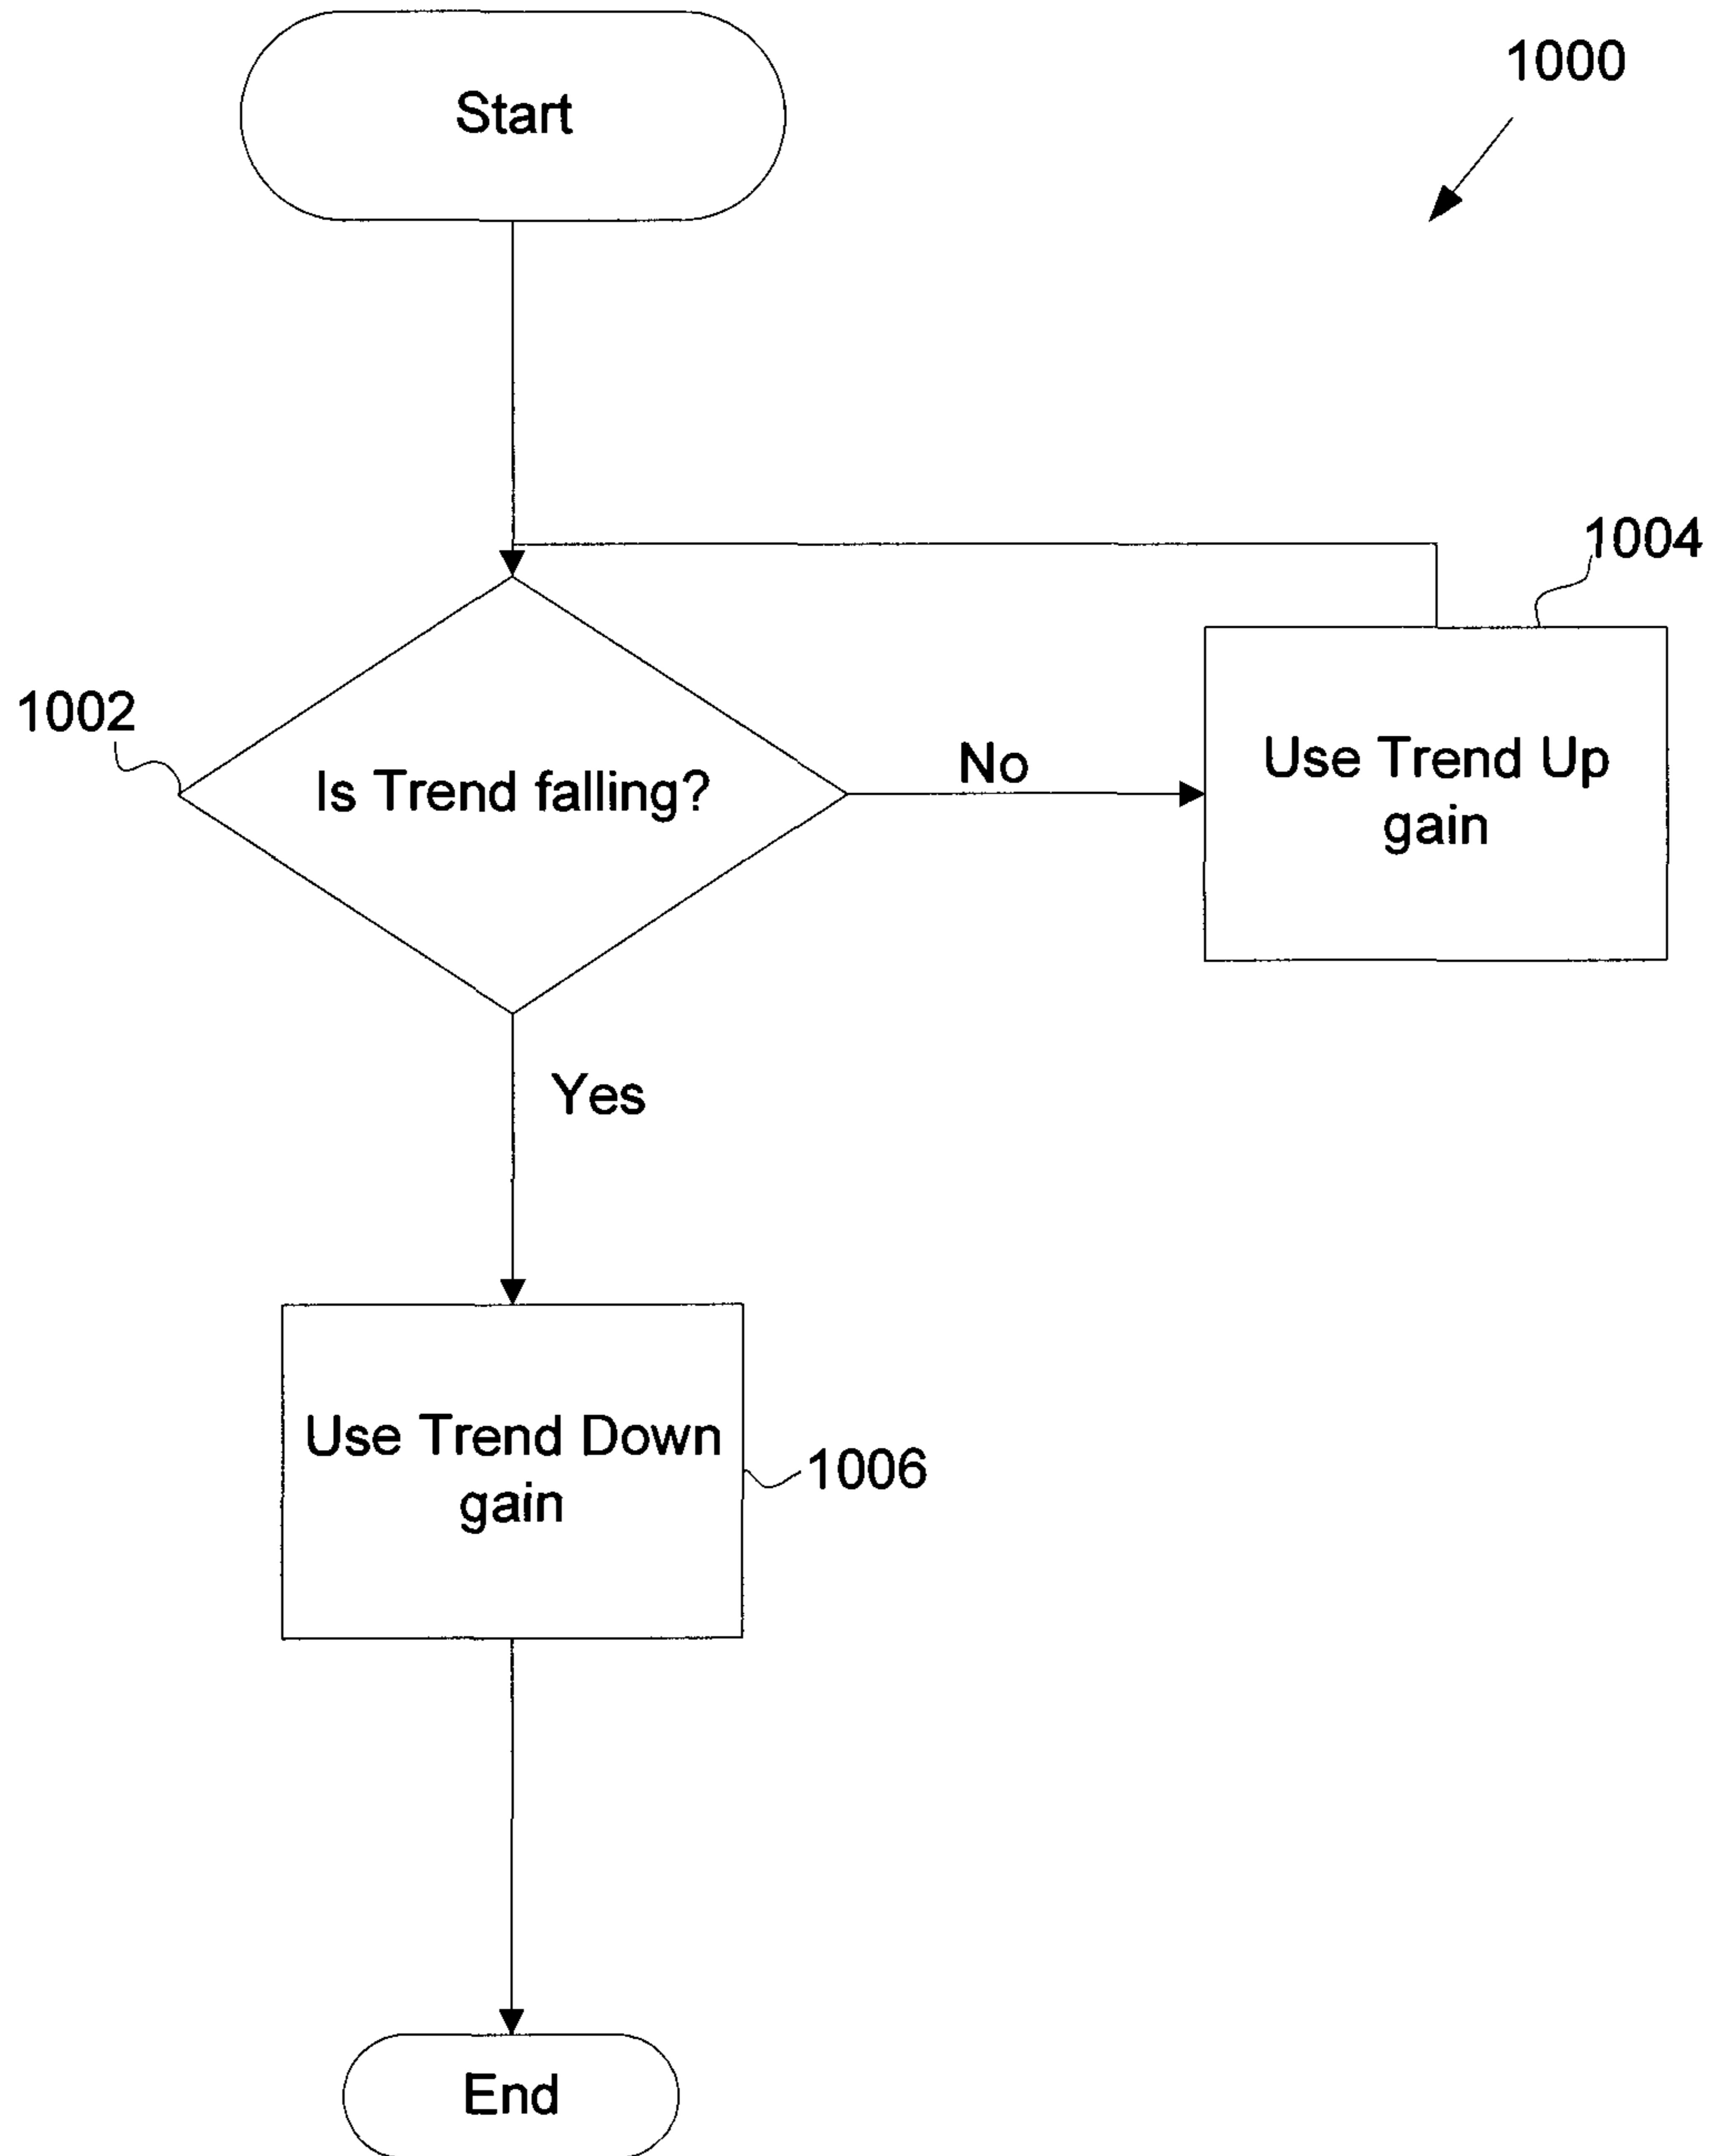 Start
1000
1004
1002
Is Trend falling?
No
Use Trend Up
gain
Yes
Use Trend Down
gain
1006
End